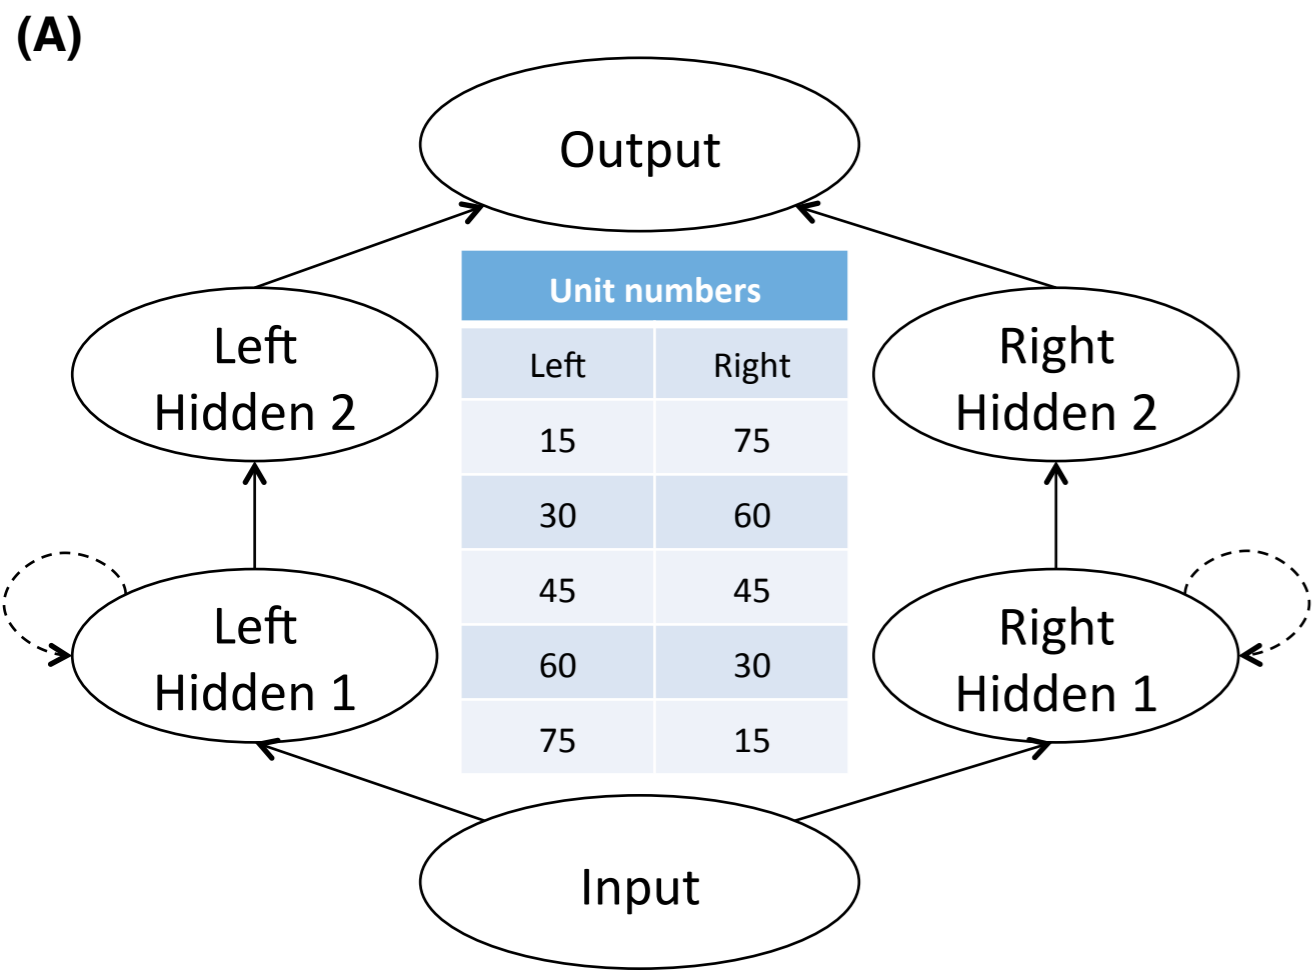 (A)
Output
Unit numbers
Left Right
15 75
30 60
45 45
60 30
75 15
Left
Hidden 2
Right
Hidden 2
Left
Hidden 1
Right
Hidden 1
Input